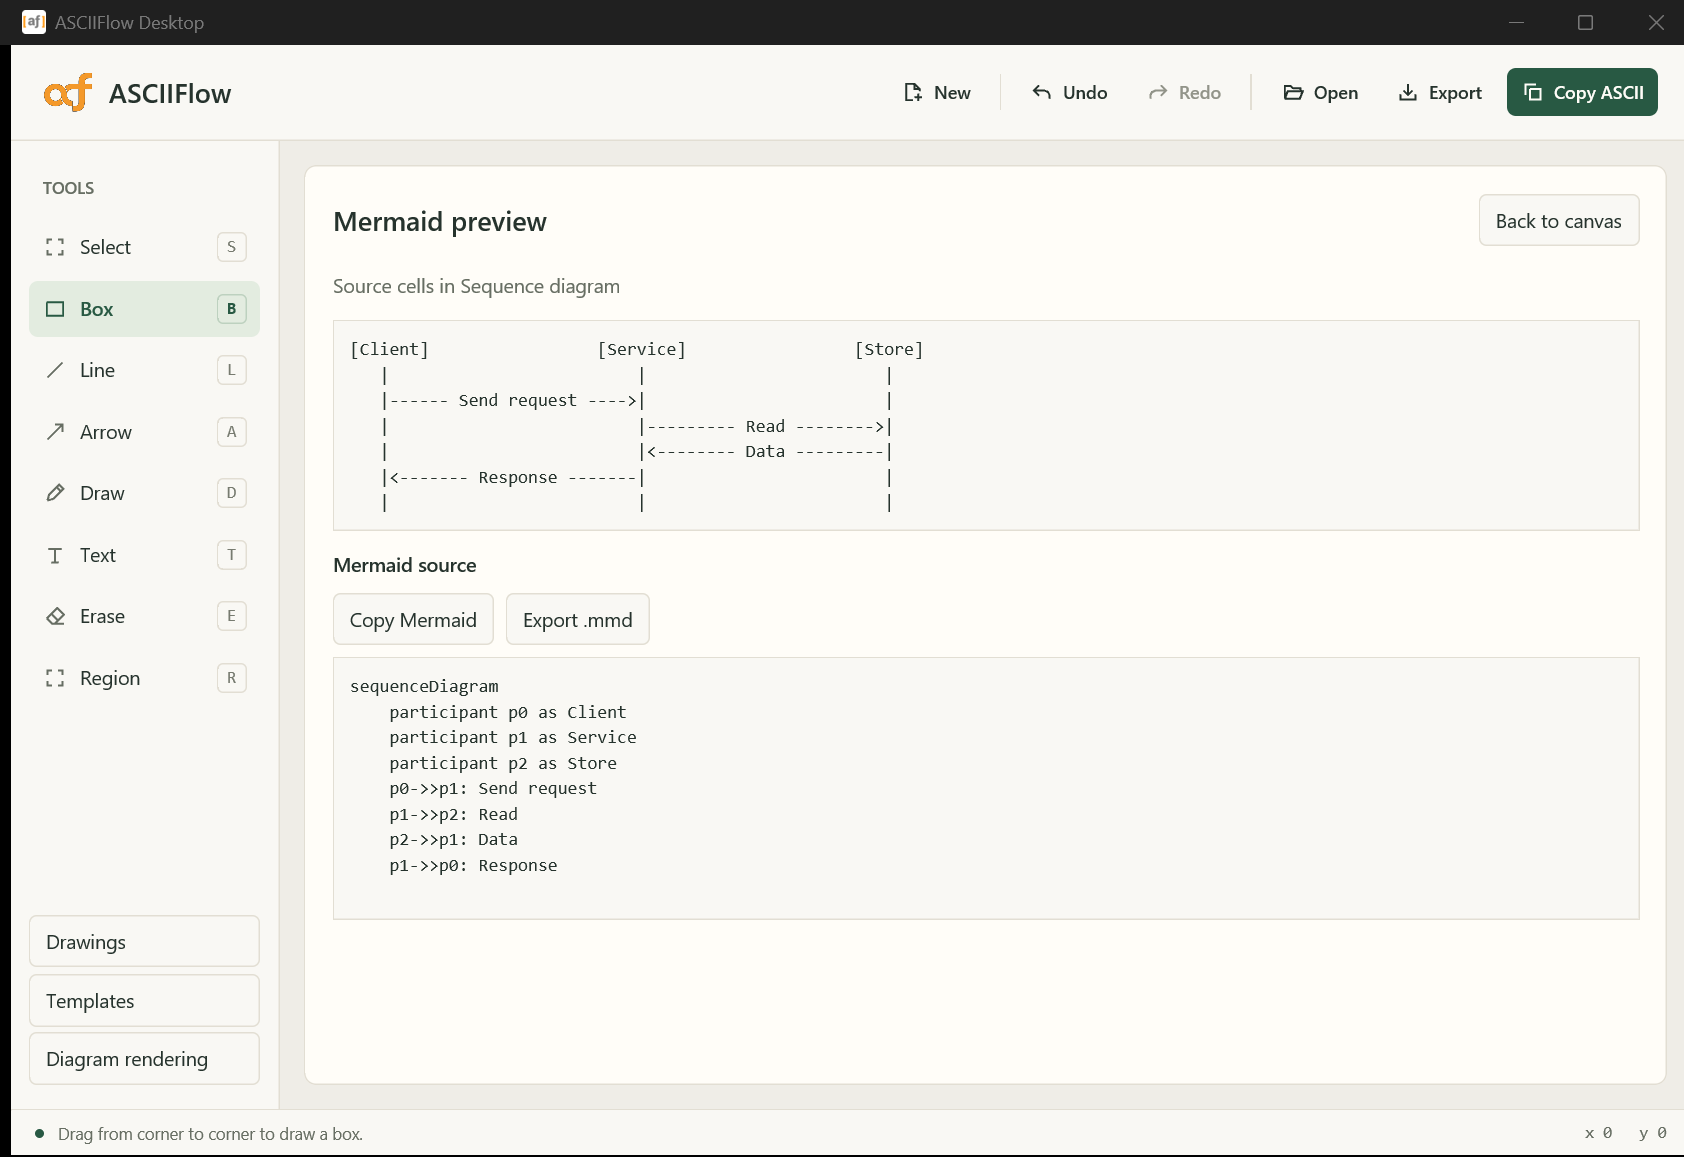 af ASCIIFlow Desktop
acf ASCIIFlow
New Undo Redo Open Export Copy ASCII
TOOLS
Select S
Box B
Line L
Arrow A
Draw D
Text T
Erase E
Region R
Drawings
Templates
Diagram rendering
Mermaid preview
Back to canvas
Source cells in Sequence diagram
[Client]                 [Service]                 [Store]
   |                         |                        |
   |------ Send request ---->|                        |
   |                         |--------- Read -------->|
   |                         |<-------- Data ---------|
   |<------- Response -------|                        |
   |                         |                        |
Mermaid source
Copy Mermaid Export .mmd
sequenceDiagram
    participant p0 as Client
    participant p1 as Service
    participant p2 as Store
    p0->>p1: Send request
    p1->>p2: Read
    p2->>p1: Data
    p1->>p0: Response
Drag from corner to corner to draw a box.
x 0 y 0